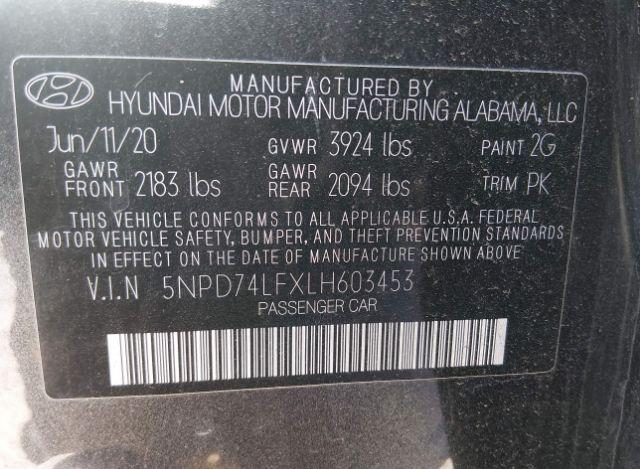 MANUFACTURED BY
HYUNDAI MOTOR MANUFACTURING ALABAMA, LLC
Jun/11/20 GVWR 3924 lbs PAINT 2G
GAWR FRONT 2183 lbs GAWR REAR 2094 lbs TRIM PK
THIS VEHICLE CONFORMS TO ALL APPLICABLE U.S.A. FEDERAL
MOTOR VEHICLE SAFETY, BUMPER, AND THEFT PREVENTION STANDARDS
IN EFFECT ON THE DATE OF MANUFACTURE SHOWN ABOVE.
V.I.N 5NPD74LFXLH603453
PASSENGER CAR